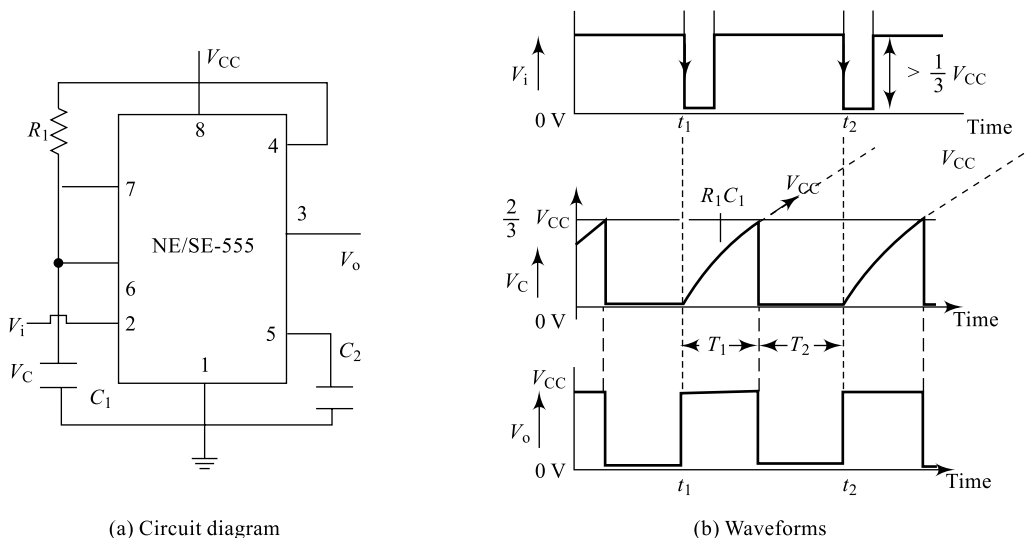 V_CC
R_1
8
4
7
3
NE/SE-555
V_o
6
V_i
2
5
V_C
1
C_2
C_1
(a) Circuit diagram
V_i
> 1/3 V_CC
0 V
t_1
t_2
Time
V_CC
V_CC
R_1C_1
2/3 V_CC
V_C
0 V
Time
T_1
T_2
V_CC
V_o
0 V
t_1
t_2
Time
(b) Waveforms